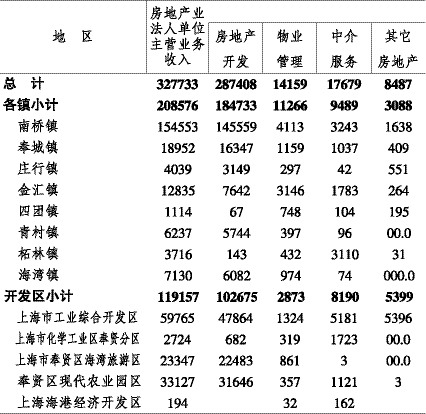 地 区 房地产业法人单位主营业务收入 房地产开发 物业管理 中介服务 其它房地产
总 计 327733 287408 14159 17679 8487
各镇小计 208576 184733 11266 9489 3088
南桥镇 154553 145559 4113 3243 1638
奉城镇 18952 16347 1159 1037 409
庄行镇 4039 3149 297 42 551
金汇镇 12835 7642 3146 1783 264
四团镇 1114 67 748 104 195
青村镇 6237 5744 397 96 00.0
柘林镇 3716 143 432 3110 31
海湾镇 7130 6082 974 74 000.0
开发区小计 119157 102675 2873 8190 5399
上海市工业综合开发区 59765 47864 1324 5181 5396
上海市化学工业区奉贤分区 2724 682 319 1723 00.0
上海市奉贤区海湾旅游区 23347 22483 861 3 00.0
奉贤区现代农业园区 33127 31646 357 1121 3
上海海港经济开发区 194 32 162